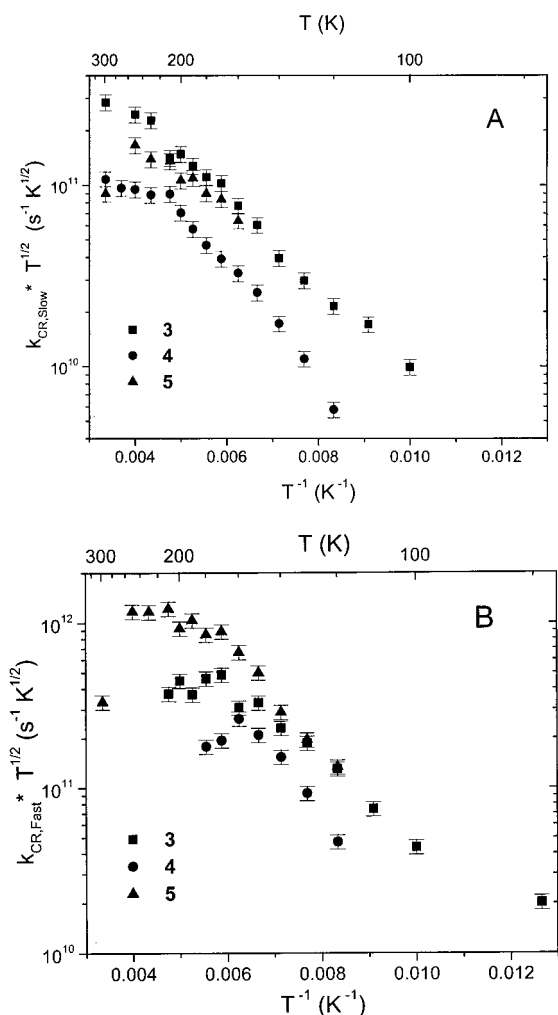 T (K)
300 200 100
A
k_CR,Slow * T^1/2 (s^-1 K^1/2)
10^11
10^10
3
4
5
0.004 0.006 0.008 0.010 0.012
T^-1 (K^-1)
T (K)
300 200 100
B
k_CR,Fast * T^1/2 (s^-1 K^1/2)
10^12
10^11
10^10
3
4
5
0.004 0.006 0.008 0.010 0.012
T^-1 (K^-1)